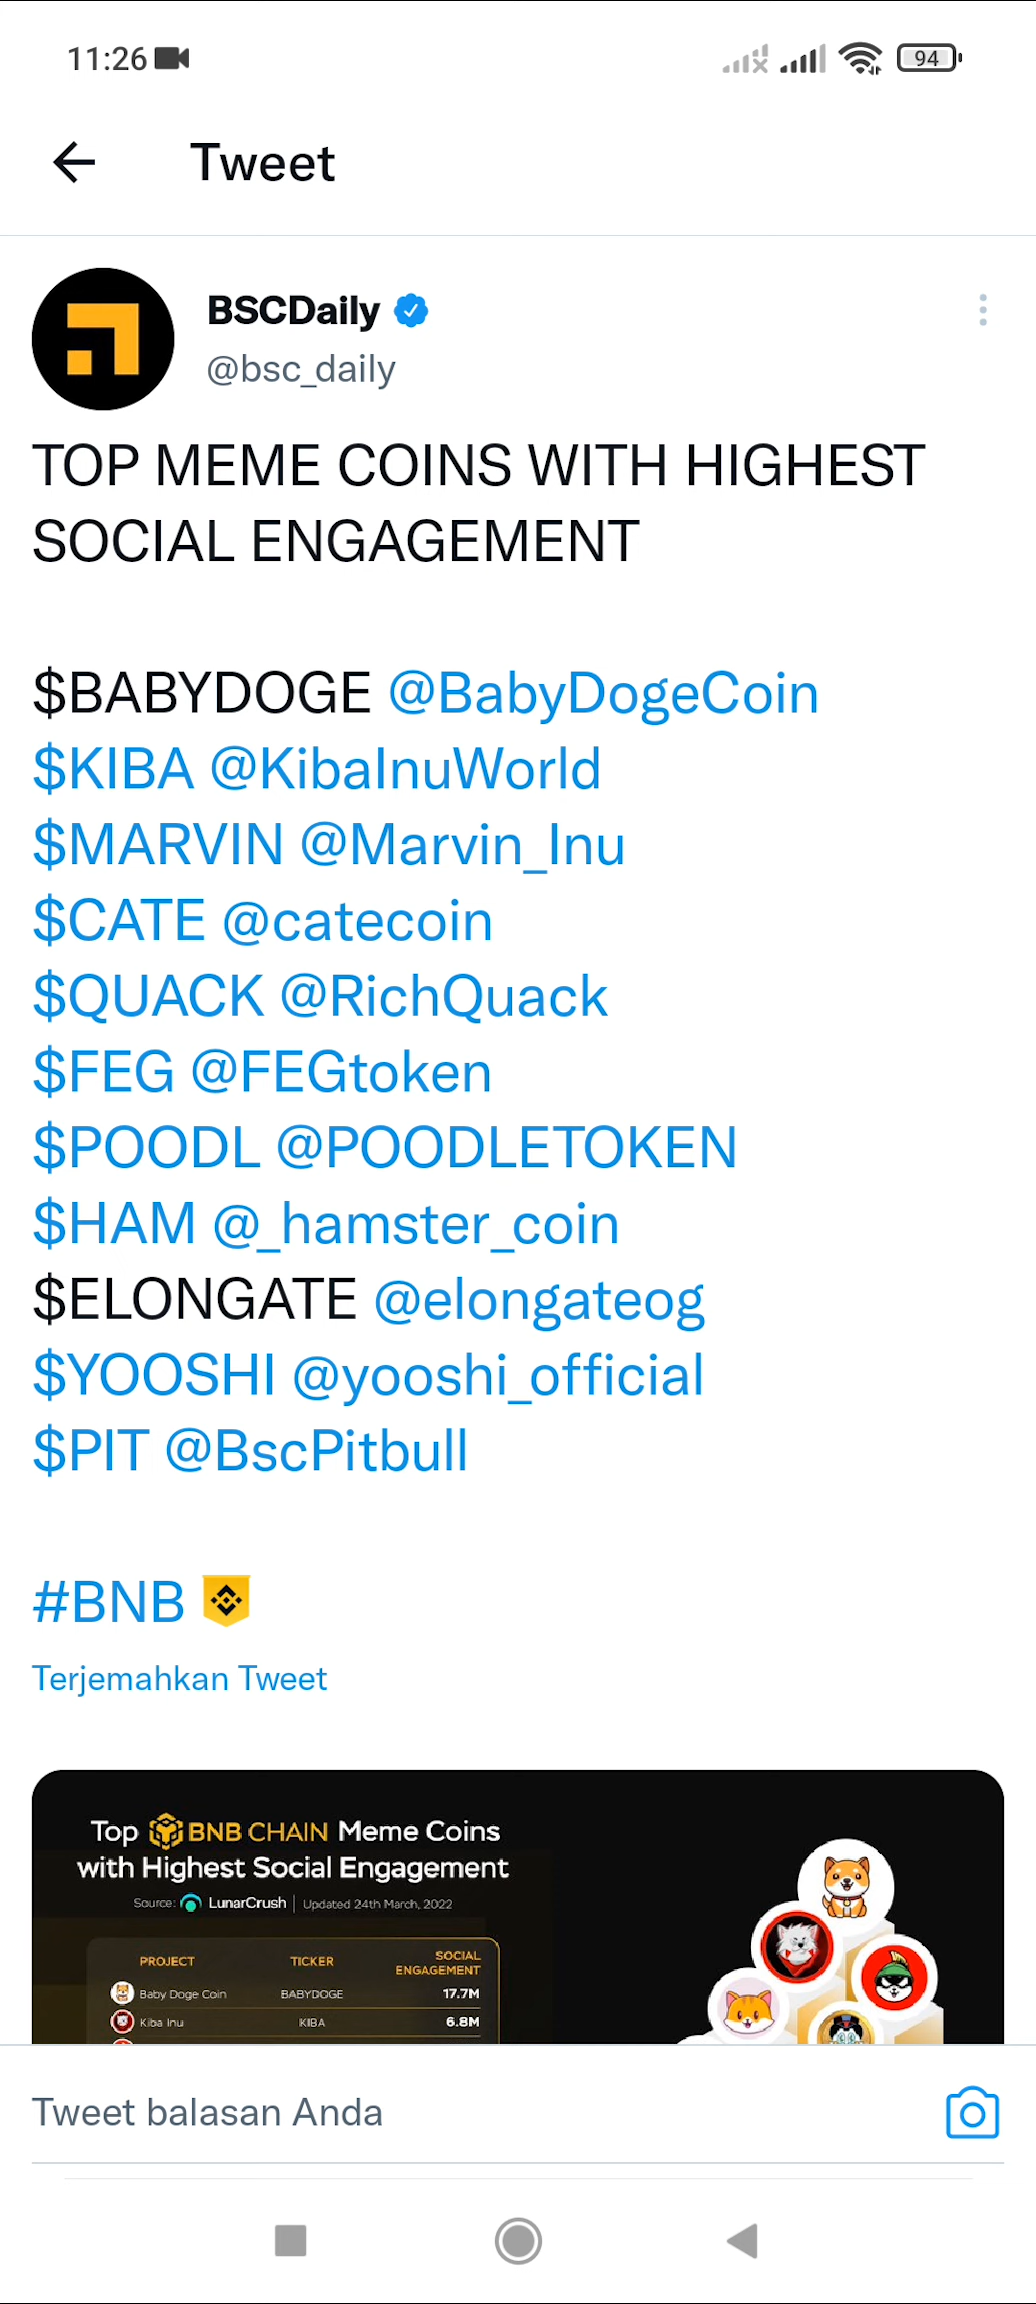 11:26
94
Tweet
BSCDaily
@bsc_daily
TOP MEME COINS WITH HIGHEST
SOCIAL ENGAGEMENT
$BABYDOGE @BabyDogeCoin
$KIBA @KibaInuWorld
$MARVIN @Marvin_Inu
$CATE @catecoin
$QUACK @RichQuack
$FEG @FEGtoken
$POODL @POODLETOKEN
$HAM @_hamster_coin
$ELONGATE @elongateog
$YOOSHI @yooshi_official
$PIT @BscPitbull
#BNB
Terjemahkan Tweet
Top BNB CHAIN Meme Coins
with Highest Social Engagement
Source: LunarCrush | Updated 24th March, 2022
PROJECT TICKER SOCIAL ENGAGEMENT
Baby Doge Coin BABYDOGE 17.7M
Kiba Inu KIBA 6.8M
Tweet balasan Anda